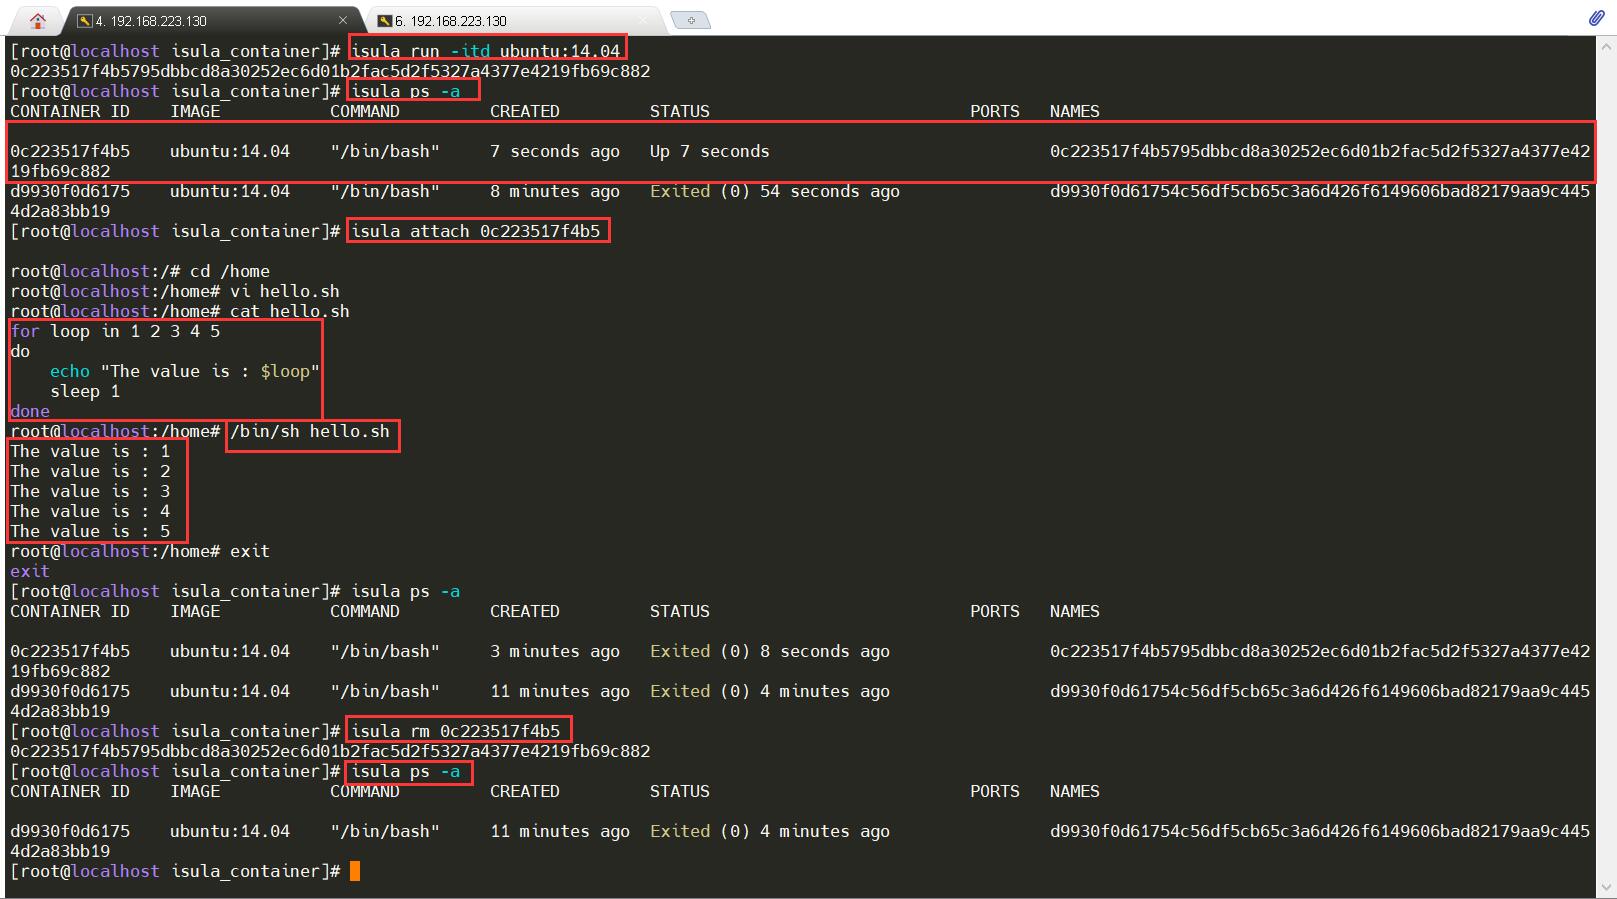 4. 192.168.223.130
6. 192.168.223.130
[root@localhost isula_container]# isula run -itd ubuntu:14.04
0c223517f4b5795dbbcd8a30252ec6d01b2fac5d2f5327a4377e4219fb69c882
[root@localhost isula_container]# isula ps -a
CONTAINER ID    IMAGE           COMMAND         CREATED         STATUS                          PORTS   NAMES
0c223517f4b5    ubuntu:14.04    "/bin/bash"     7 seconds ago   Up 7 seconds                            0c223517f4b5795dbbcd8a30252ec6d01b2fac5d2f5327a4377e42
19fb69c882
d9930f0d6175    ubuntu:14.04    "/bin/bash"     8 minutes ago   Exited (0) 54 seconds ago               d9930f0d61754c56df5cb65c3a6d426f6149606bad82179aa9c445
4d2a83bb19
[root@localhost isula_container]# isula attach 0c223517f4b5
root@localhost:/# cd /home
root@localhost:/home# vi hello.sh
root@localhost:/home# cat hello.sh
for loop in 1 2 3 4 5
do
    echo "The value is : $loop"
    sleep 1
done
root@localhost:/home# /bin/sh hello.sh
The value is : 1
The value is : 2
The value is : 3
The value is : 4
The value is : 5
root@localhost:/home# exit
exit
[root@localhost isula_container]# isula ps -a
CONTAINER ID    IMAGE           COMMAND         CREATED         STATUS                          PORTS   NAMES
0c223517f4b5    ubuntu:14.04    "/bin/bash"     3 minutes ago   Exited (0) 8 seconds ago                0c223517f4b5795dbbcd8a30252ec6d01b2fac5d2f5327a4377e42
19fb69c882
d9930f0d6175    ubuntu:14.04    "/bin/bash"     11 minutes ago  Exited (0) 4 minutes ago                d9930f0d61754c56df5cb65c3a6d426f6149606bad82179aa9c445
4d2a83bb19
[root@localhost isula_container]# isula rm 0c223517f4b5
0c223517f4b5795dbbcd8a30252ec6d01b2fac5d2f5327a4377e4219fb69c882
[root@localhost isula_container]# isula ps -a
CONTAINER ID    IMAGE           COMMAND         CREATED         STATUS                          PORTS   NAMES
d9930f0d6175    ubuntu:14.04    "/bin/bash"     11 minutes ago  Exited (0) 4 minutes ago                d9930f0d61754c56df5cb65c3a6d426f6149606bad82179aa9c445
4d2a83bb19
[root@localhost isula_container]#